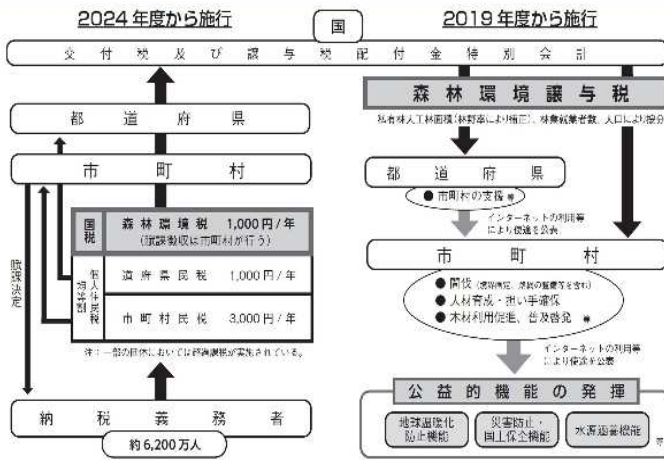 2024年度から施行
国
2019年度から施行
交付税及び譲与税配付金特別会計
都道府県
市町村
国税
森林環境税 1,000円/年
(賦課徴収は市町村が行う)
個人住民税
均等割
道府県民税 1,000円/年
市町村民税 3,000円/年
賦課決定
注:一部の団体においては超過課税が実施されている。
納税義務者
約6,200万人
森林環境譲与税
私有林人工林面積(林野率により補正)、林業就業者数、人口により按分
都道府県
●市町村の支援 等
インターネットの利用等
により使途を公表
市町村
●間伐(境界画定、路網の整備等を含む)
●人材育成・担い手確保
●木材利用促進、普及啓発 等
インターネットの利用等
により使途を公表
公益的機能の発揮
地球温暖化
防止機能
災害防止・
国土保全機能
水源涵養機能
等